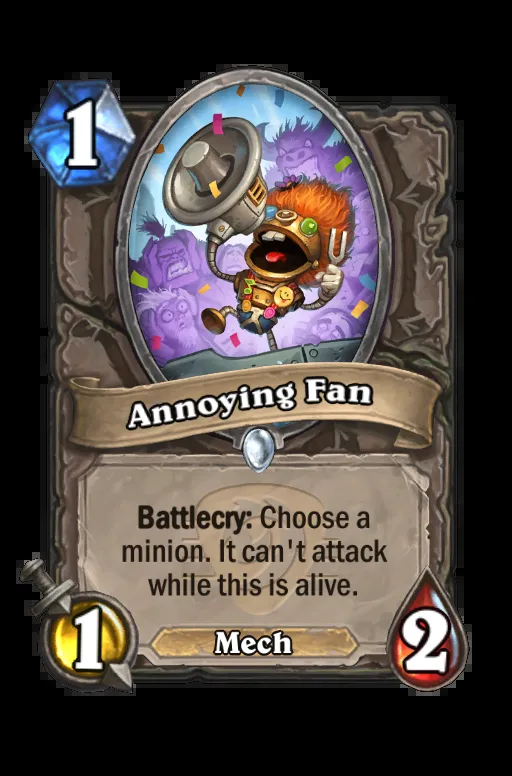 1
Annoying Fan
Battlecry: Choose a
minion. It can't attack
while this is alive.
1
Mech
2